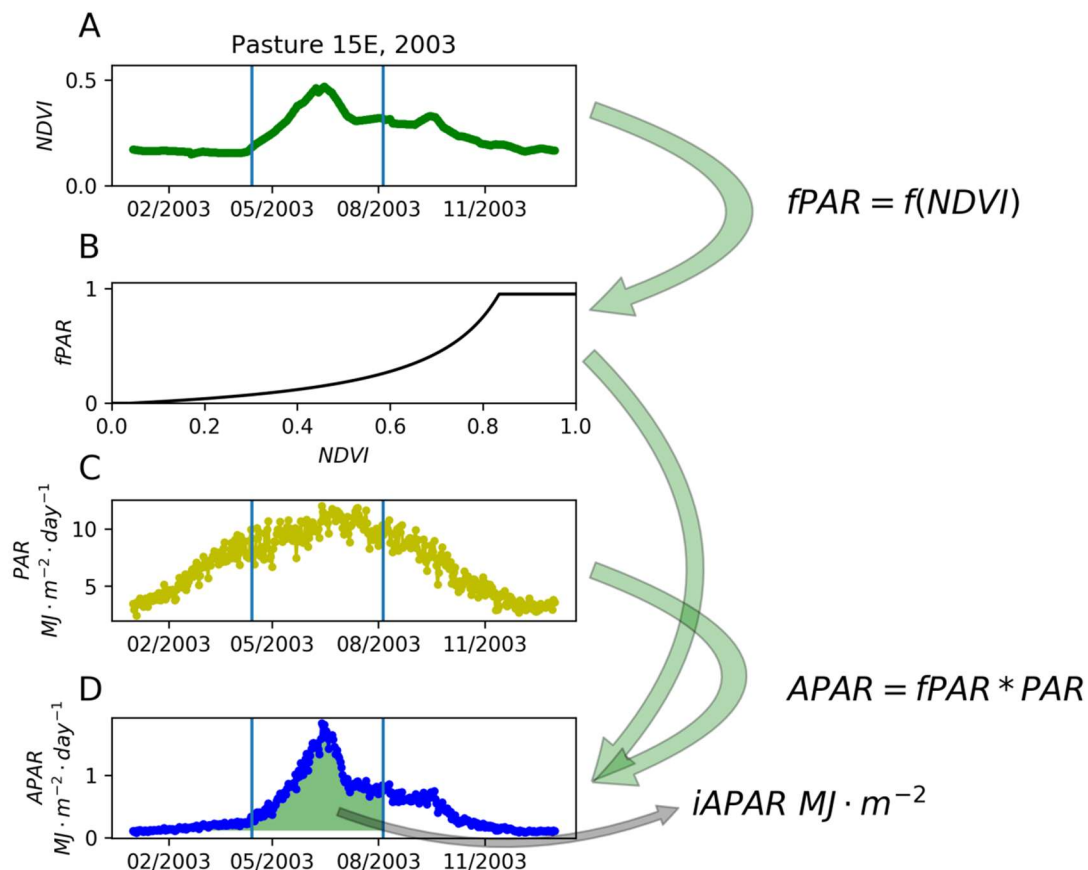 A
Pasture 15E, 2003
NDVI
0.5
0.0
02/2003 05/2003 08/2003 11/2003
fPAR = f(NDVI)
B
fPAR
1
0
0.0 0.2 0.4 0.6 0.8 1.0
NDVI
C
PAR
MJ · m⁻² · day⁻¹
10
5
02/2003 05/2003 08/2003 11/2003
D
APAR
MJ · m⁻² · day⁻¹
1
0
02/2003 05/2003 08/2003 11/2003
APAR = fPAR * PAR
iAPAR MJ · m⁻²